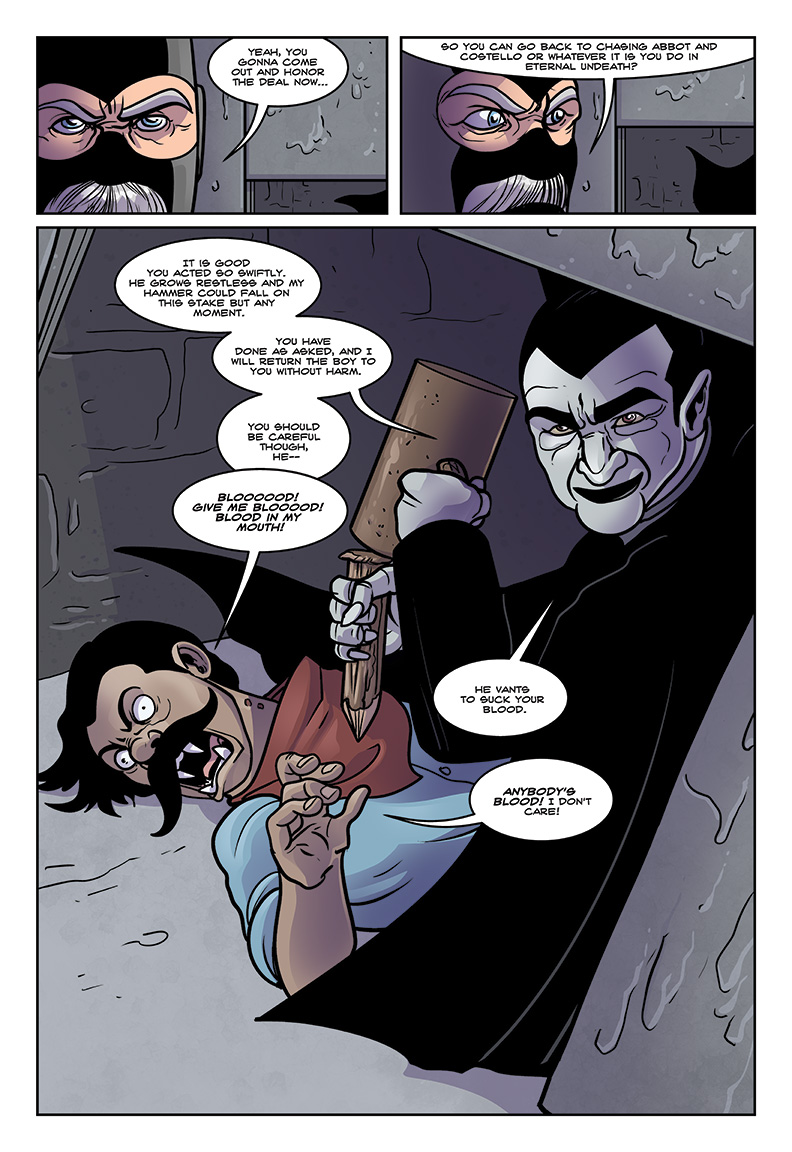 YEAH, YOU
GONNA COME
OUT AND HONOR
THE DEAL NOW...
SO YOU CAN GO BACK TO CHASING ABBOT AND
COSTELLO OR WHATEVER IT IS YOU DO IN
ETERNAL UNDEATH?
IT IS GOOD
YOU ACTED SO SWIFTLY.
HE GROWS RESTLESS AND MY
HAMMER COULD FALL ON
THIS STAKE BUT ANY
MOMENT.
YOU HAVE
DONE AS ASKED, AND I
WILL RETURN THE BOY TO
YOU WITHOUT HARM.
YOU SHOULD
BE CAREFUL
THOUGH,
HE--
BLOOOOOD!
GIVE ME BLOOOOD!
BLOOD IN MY
MOUTH!
HE VANTS
TO SUCK YOUR
BLOOD.
ANYBODY'S
BLOOD! I DON'T
CARE!